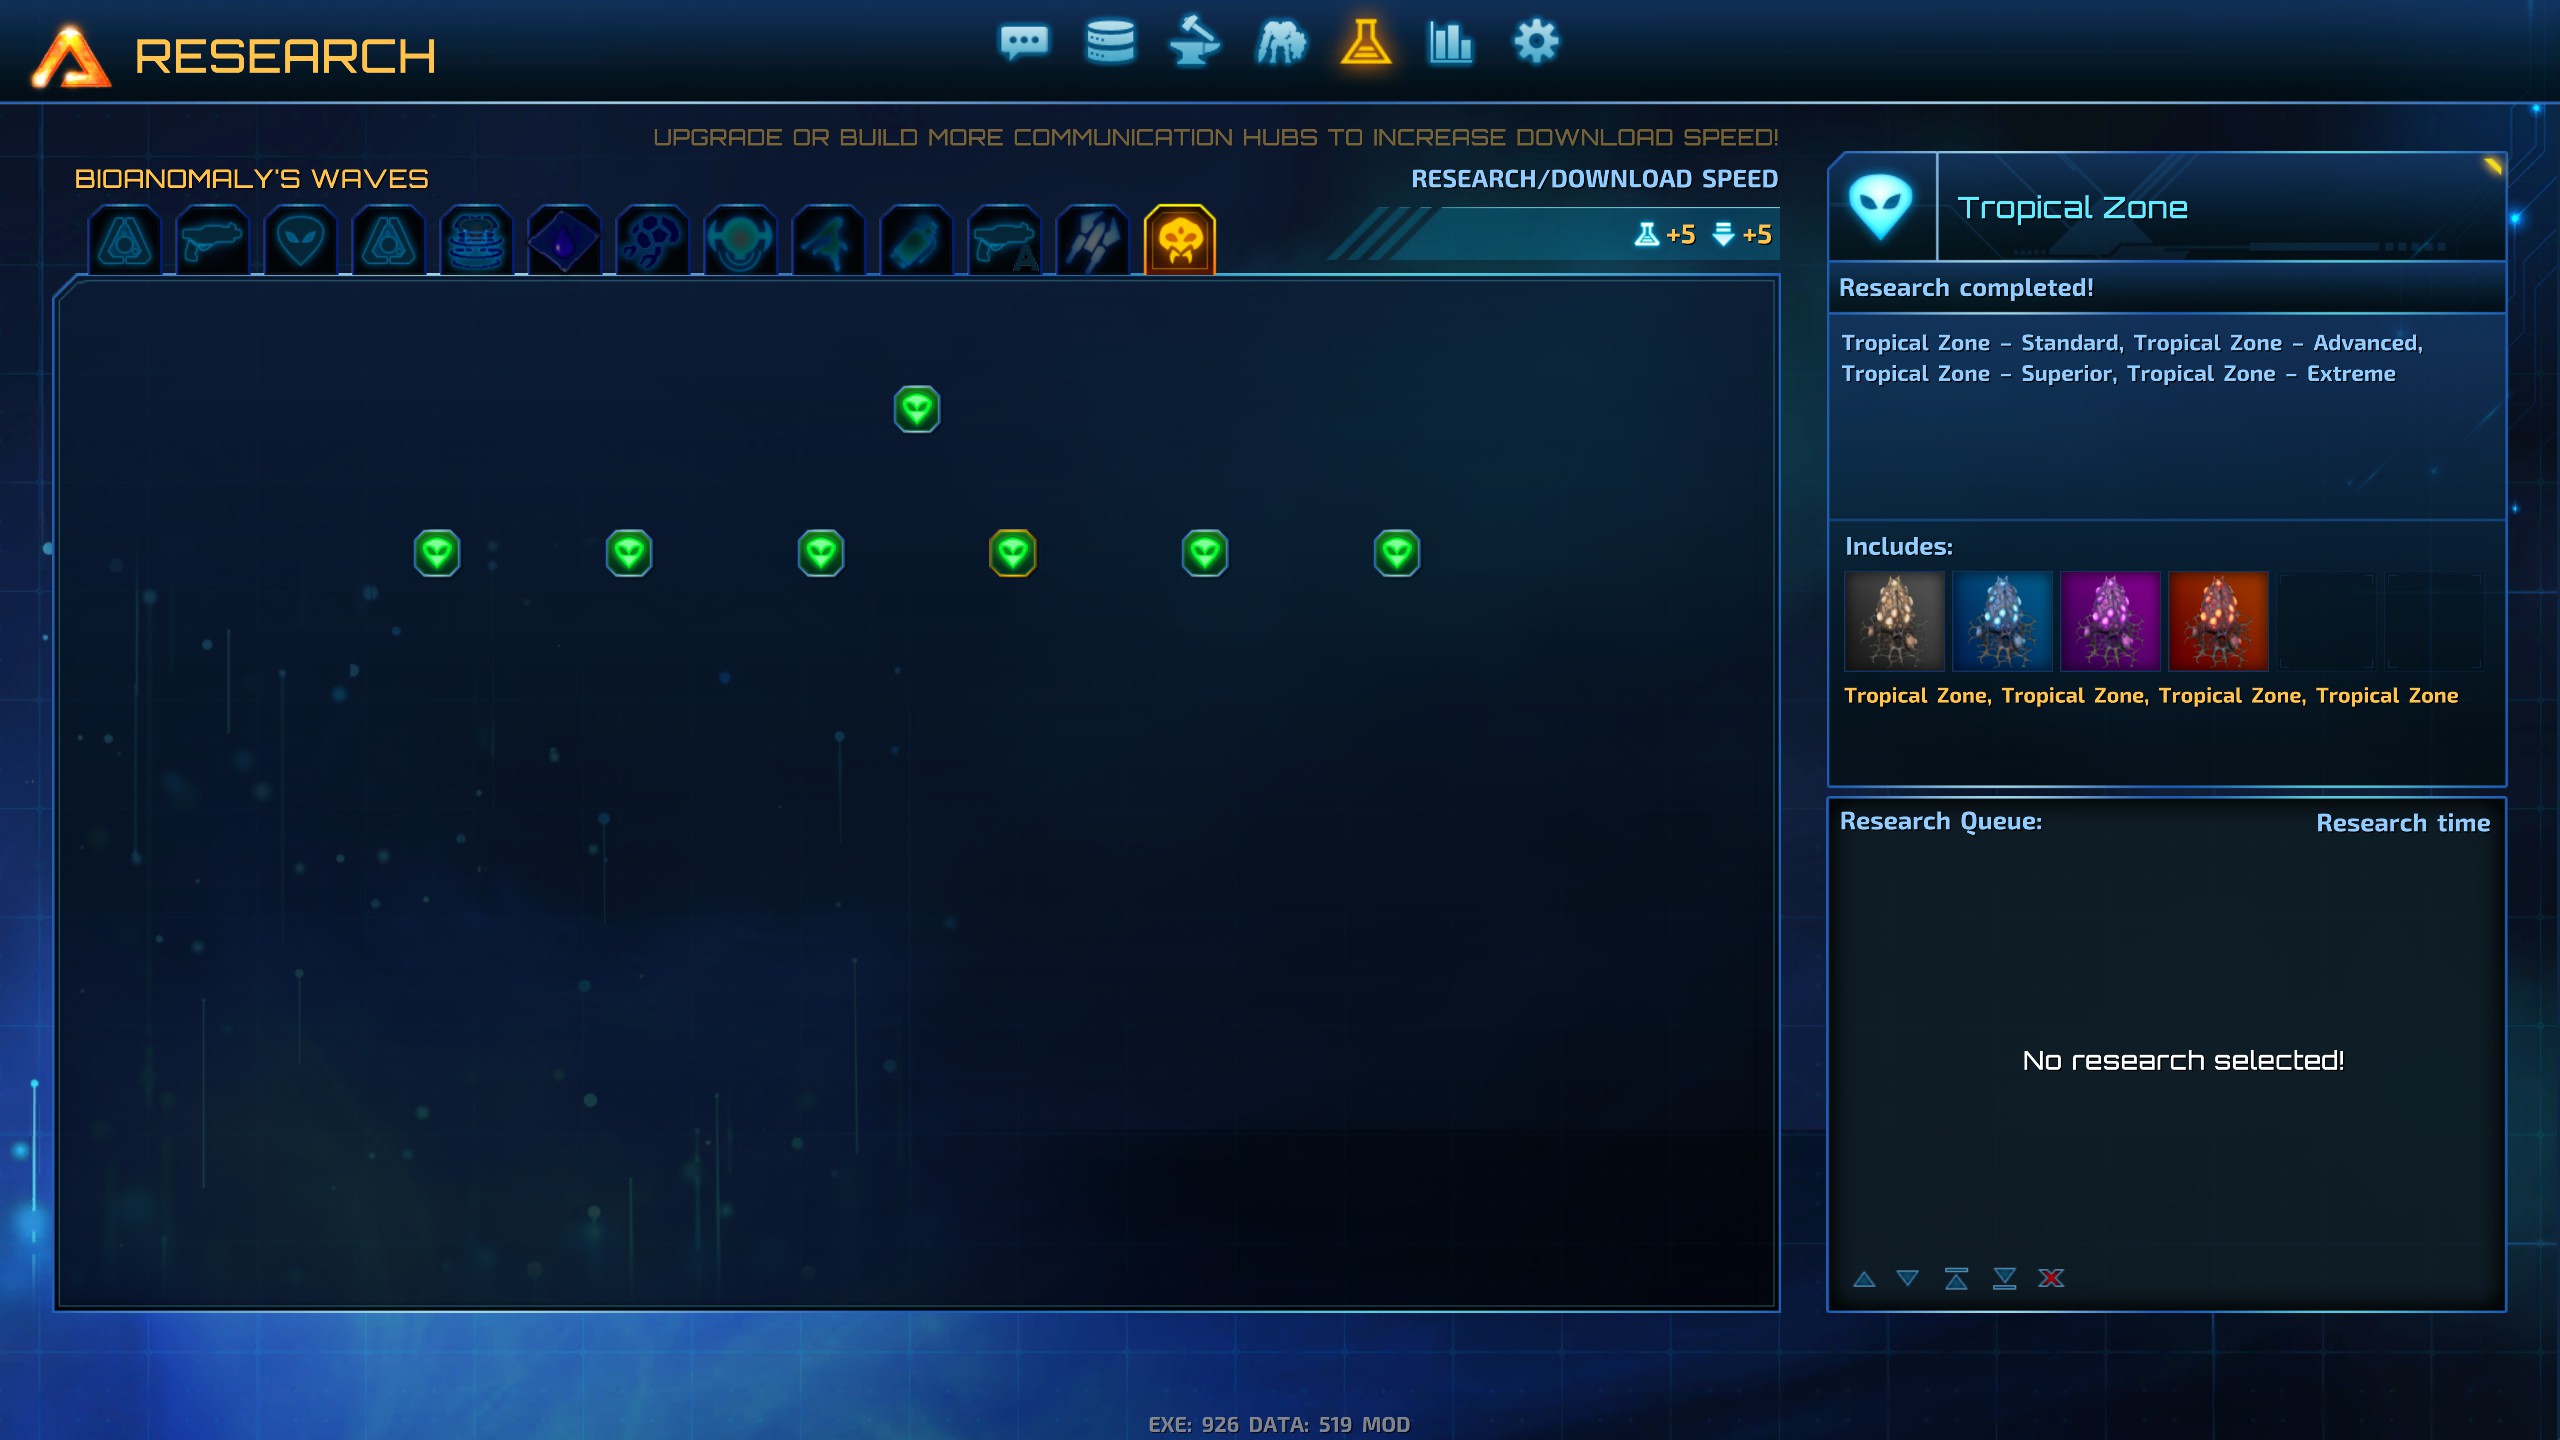 RESEARCH
UPGRADE OR BUILD MORE COMMUNICATION HUBS TO INCREASE DOWNLOAD SPEED!
BIOANOMALY'S WAVES
RESEARCH/DOWNLOAD SPEED
+5 +5
Tropical Zone
Research completed!
Tropical Zone – Standard, Tropical Zone – Advanced,
Tropical Zone – Superior, Tropical Zone – Extreme
Includes:
Tropical Zone, Tropical Zone, Tropical Zone, Tropical Zone
Research Queue: Research time
No research selected!
EXE: 926 DATA: 519 MOD